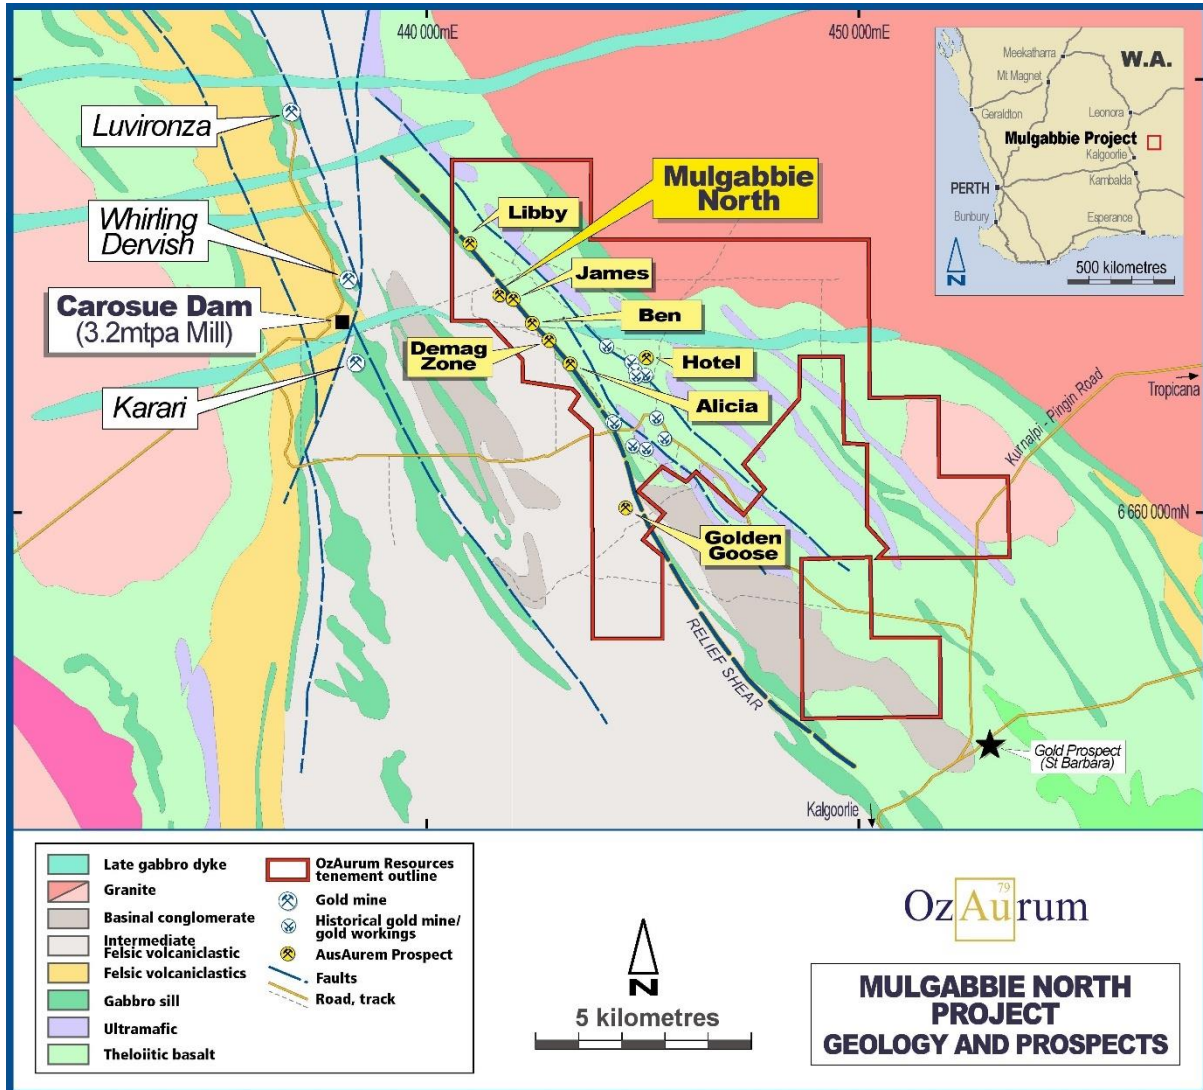 440 000mE
450 000mE
W.A.
Meekatharra
Mt Magnet
Leonora
Geraldton
Mulgabbie Project
Kalgoorlie
Kambalda
PERTH
Bunbury
Esperance
N
500 kilometres
Luvironza
Mulgabbie
North
Libby
Whirling
Dervish
James
Carosue Dam
(3.2mtpa Mill)
Ben
Demag
Zone
Hotel
Karari
Alicia
Tropicana
Kurnalpi - Pingin Road
6 660 000mN
Golden
Goose
RELIEF SHEAR
Gold Prospect
(St Barbara)
Kalgoorlie
Late gabbro dyke
Granite
Basinal conglomerate
Intermediate
Felsic volcaniclastic
Felsic volcaniclastics
Gabbro sill
Ultramafic
Theloiitic basalt
OzAurum Resources
tenement outline
Gold mine
Historical gold mine/
gold workings
AusAurem Prospect
Faults
Road, track
N
5 kilometres
79
OzAurum
MULGABBIE NORTH
PROJECT
GEOLOGY AND PROSPECTS